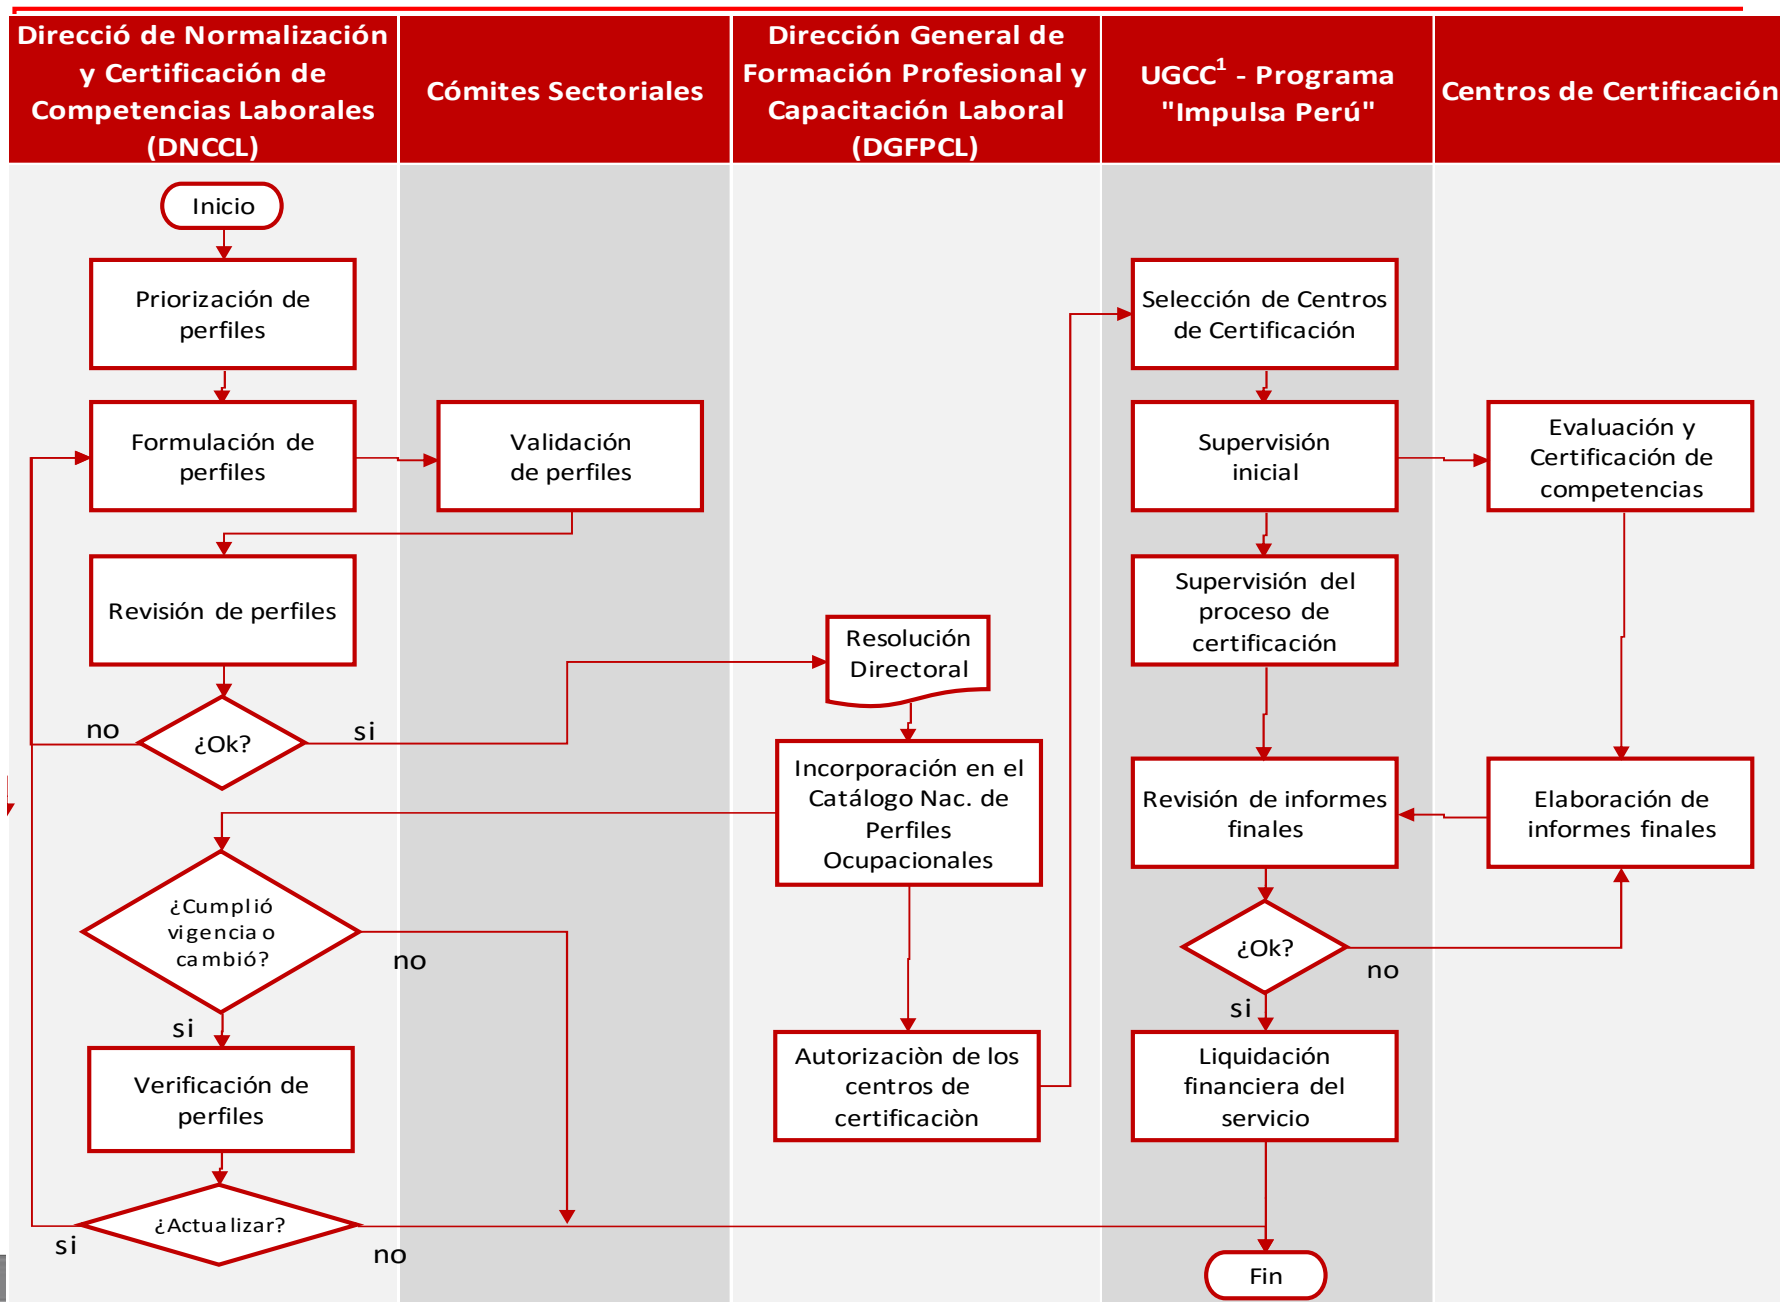 Direcció de Normalización
y Certificación de
Competencias Laborales
(DNCCL)
Cómites Sectoriales
Dirección General de
Formación Profesional y
Capacitación Laboral
(DGFPCL)
UGCC¹ - Programa
"Impulsa Perú"
Centros de Certificación
Inicio
Priorización de
perfiles
Formulación de
perfiles
Validación
de perfiles
Revisión de perfiles
¿Ok?
no
si
Resolución
Directoral
Incorporación en el
Catálogo Nac. de
Perfiles
Ocupacionales
¿Cumplió
vigencia o
cambió?
no
si
Verificación de
perfiles
¿Actualizar?
si
no
Autorizaciòn de los
centros de
certificaciòn
Selección de Centros
de Certificación
Supervisión
inicial
Evaluación y
Certificación de
competencias
Supervisión del
proceso de
certificación
Revisión de informes
finales
Elaboración de
informes finales
¿Ok?
no
si
Liquidación
financiera del
servicio
Fin